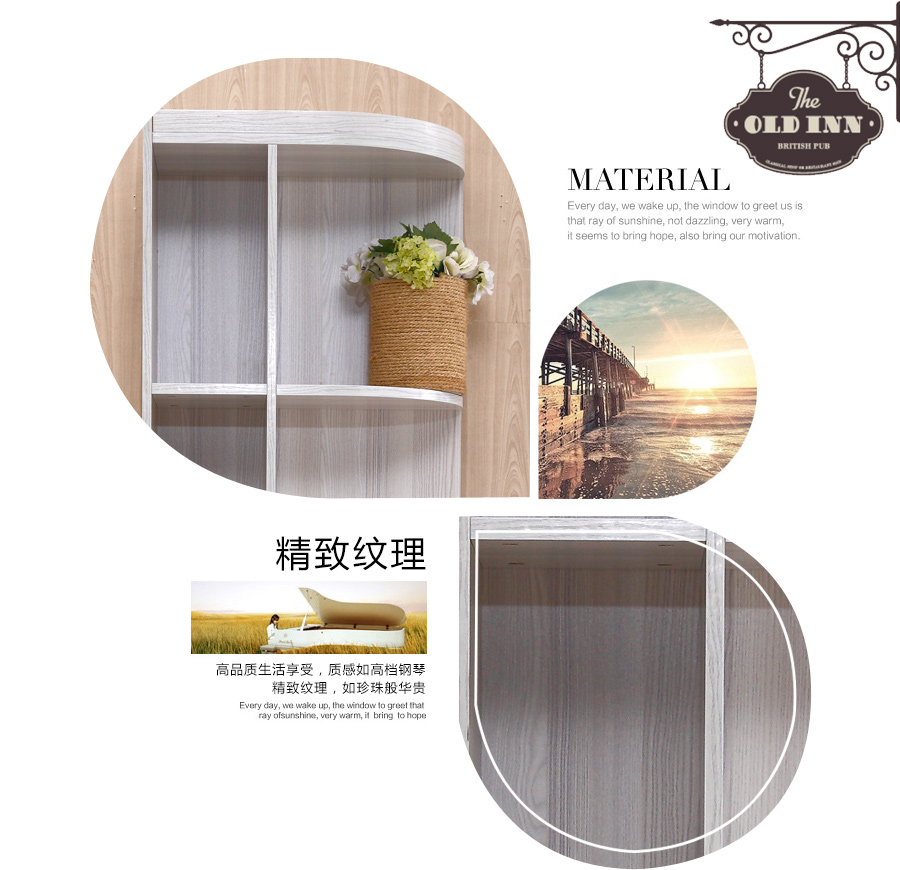 The
OLD INN
BRITISH PUB
MATERIAL
Every day, we wake up, the window to greet us is
that ray of sunshine, not dazzling, very warm,
it seems to bring hope, also bring our motivation.
精致纹理
高品质生活享受，质感如高档钢琴
精致纹理，如珍珠般华贵
Every day, we wake up, the window to greet that
ray ofsunshine, very warm, it bring to hope